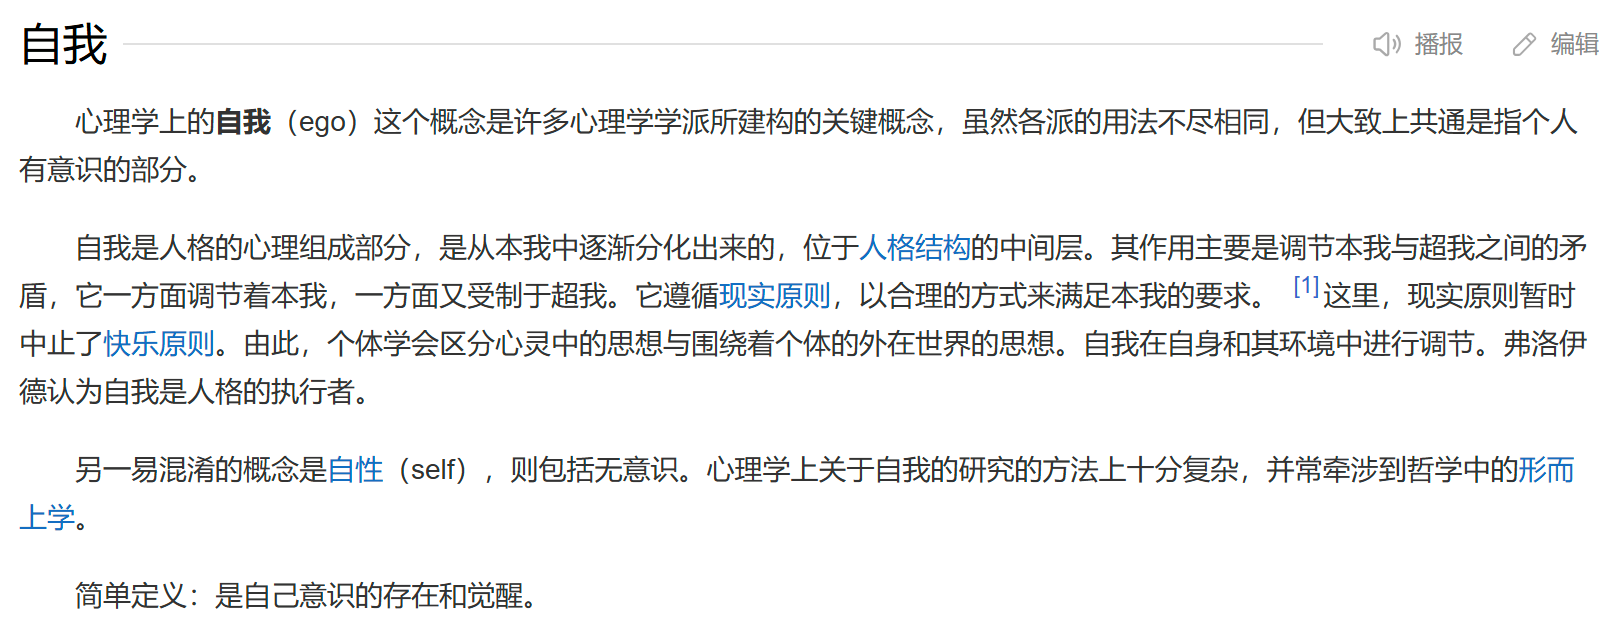 自我
播报
编辑
心理学上的自我（ego）这个概念是许多心理学学派所建构的关键概念，虽然各派的用法不尽相同，但大致上共通是指个人
有意识的部分。
自我是人格的心理组成部分，是从本我中逐渐分化出来的，位于人格结构的中间层。其作用主要是调节本我与超我之间的矛
盾，它一方面调节着本我，一方面又受制于超我。它遵循现实原则，以合理的方式来满足本我的要求。 [1] 这里，现实原则暂时
中止了快乐原则。由此，个体学会区分心灵中的思想与围绕着个体的外在世界的思想。自我在自身和其环境中进行调节。弗洛伊
德认为自我是人格的执行者。
另一易混淆的概念是自性（self），则包括无意识。心理学上关于自我的研究的方法上十分复杂，并常牵涉到哲学中的形而
上学。
简单定义：是自己意识的存在和觉醒。